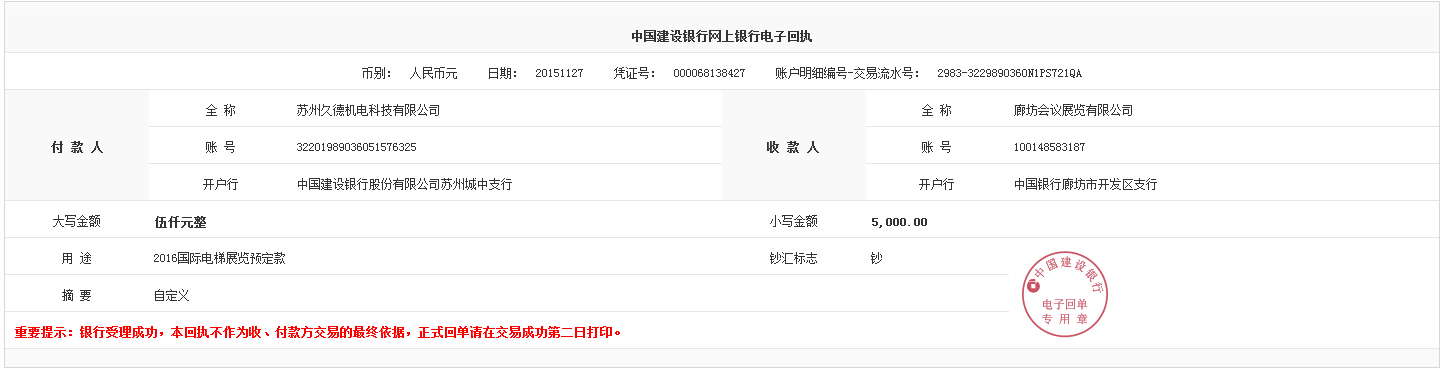 中国建设银行网上银行电子回执
币别： 人民币元 日期： 20151127 凭证号： 000068138427 账户明细编号-交易流水号： 2983-3229890360N1PS721QA
付 款 人 全 称 苏州久德机电科技有限公司 收 款 人 全 称 廊坊会议展览有限公司
账 号 32201989036051576325 账 号 100148583187
开户行 中国建设银行股份有限公司苏州城中支行 开户行 中国银行廊坊市开发区支行
大写金额 伍仟元整 小写金额 5,000.00
用 途 2016国际电梯展览预定款 钞汇标志 钞
摘 要 自定义
中国建设银行
电子回单
专 用 章
重要提示：银行受理成功，本回执不作为收、付款方交易的最终依据，正式回单请在交易成功第二日打印。